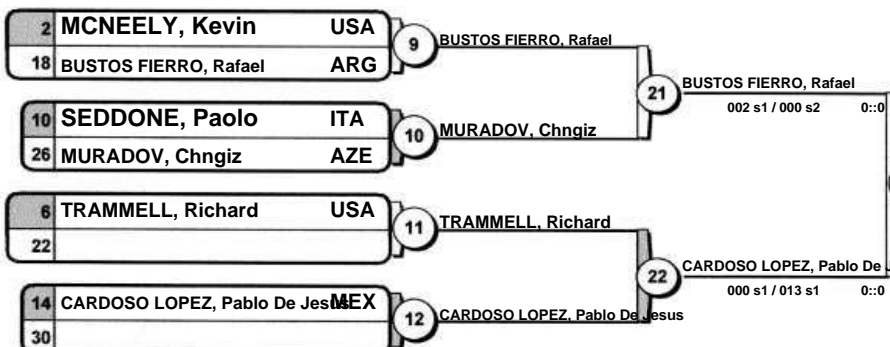 2 MCNEELY, Kevin USA
18 BUSTOS FIERRO, Rafael ARG
9 BUSTOS FIERRO, Rafael
10 SEDDONE, Paolo ITA
26 MURADOV, Chngiz AZE
10 MURADOV, Chngiz
21 BUSTOS FIERRO, Rafael
002 s1 / 000 s2 0::0
6 TRAMMELL, Richard USA
22
11 TRAMMELL, Richard
14 CARDOSO LOPEZ, Pablo De Jesus MEX
30
12 CARDOSO LOPEZ, Pablo De Jesus
22 CARDOSO LOPEZ, Pablo De J
000 s1 / 013 s1 0::0